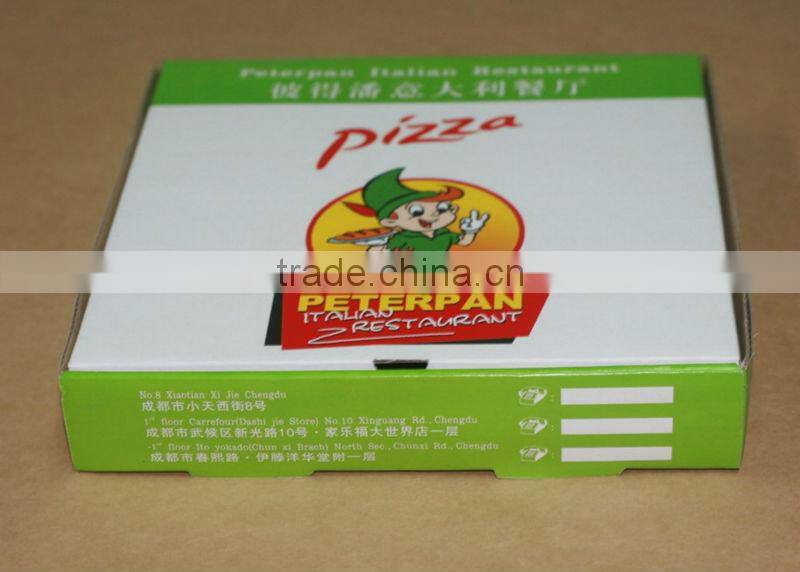 Peterpan Italian Restaurant
彼得潘意大利餐厅
pizza
trade.china.cn
PETERPAN
ITALIAN
RESTAURANT
No.8 Xiaotian Xi Jie Chengdu
成都市小天西街8号
1st floor Carrefour(Dashi jie Store) No.10 Xinguang Rd., Chengdu
成都市武候区新光路10号·家乐福大世界店一层
·1st floor Ito yokado(Chun xi Brach) North Sec., Chunxi Rd., Chengdu
成都市春熙路·伊滕洋华堂附一层